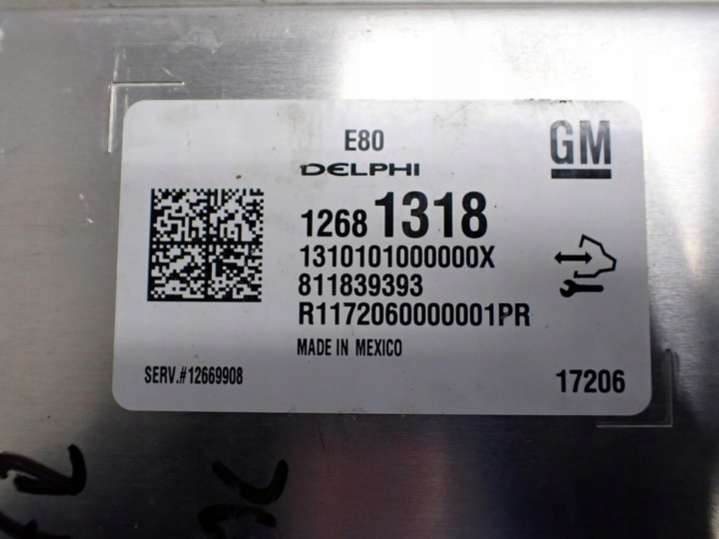 E80
GM
DELPHI
1268 1318
1310101000000X
811839393
R1172060000001PR
MADE IN MEXICO
SERV.#12669908
17206